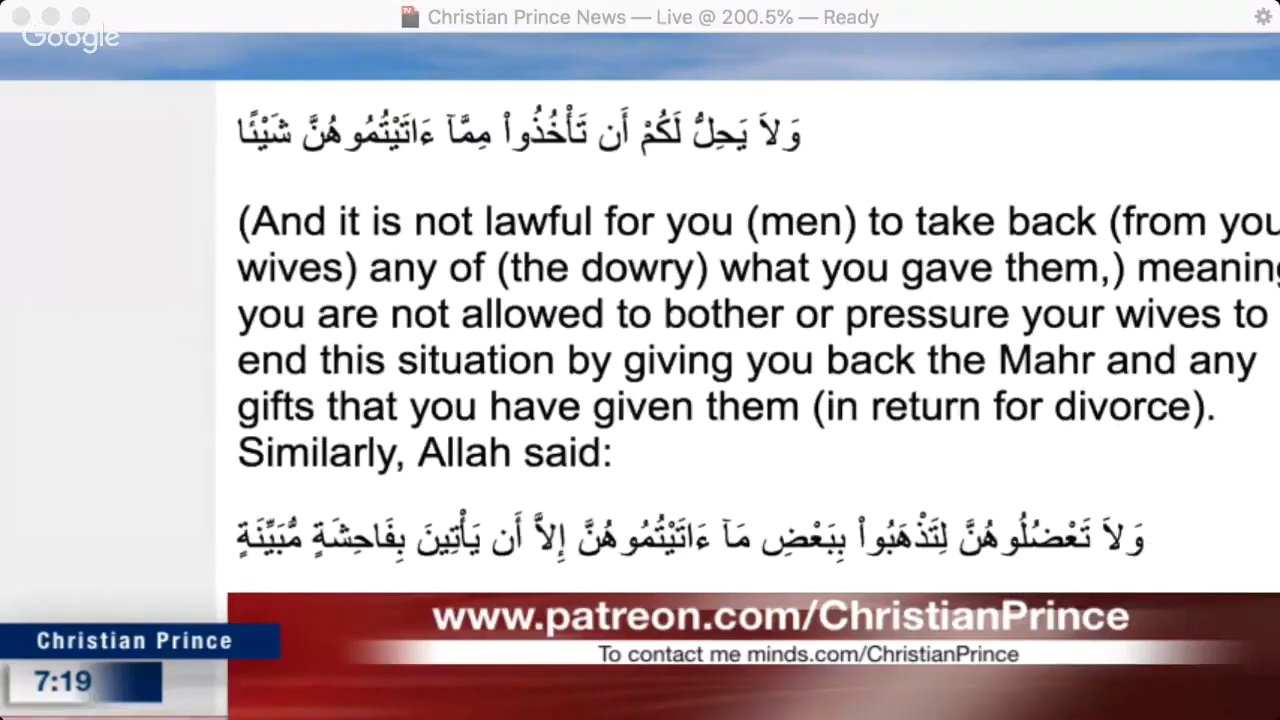 Christian Prince News — Live @ 200.5% — Ready
Google
وَلاَ يَحِلُّ لَكُمْ أَن تَأْخُذُواْ مِمَّآ ءَاتَيْتُمُوهُنَّ شَيْئًا
(And it is not lawful for you (men) to take back (from you
wives) any of (the dowry) what you gave them,) meaning
you are not allowed to bother or pressure your wives to
end this situation by giving you back the Mahr and any
gifts that you have given them (in return for divorce).
Similarly, Allah said:
وَلاَ تَعْضُلُوهُنَّ لِتَذْهَبُواْ بِبَعْضِ مَآ ءَاتَيْتُمُوهُنَّ إِلاَّ أَن يَأْتِينَ بِفَاحِشَةٍ مُّبَيِّنَةٍ
www.patreon.com/ChristianPrince
Christian Prince
To contact me minds.com/ChristianPrince
7:19